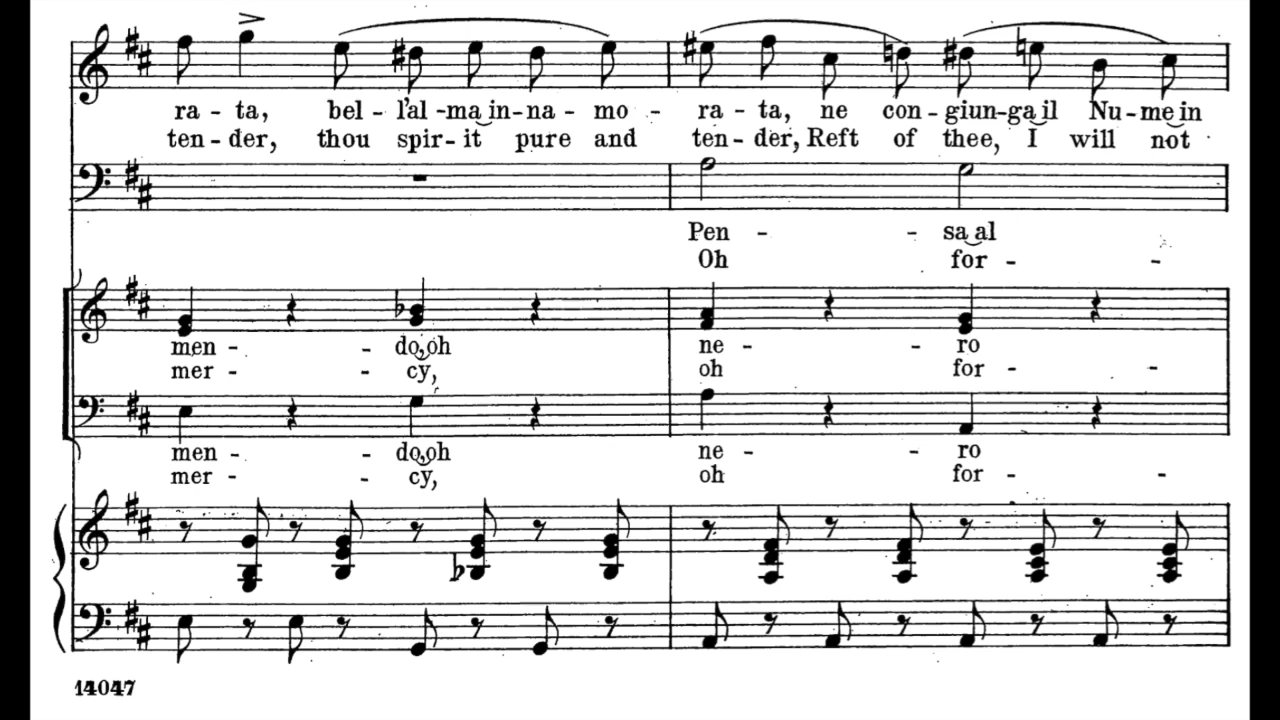 ra - ta, bel - l'al - ma in - na - mo - ra - ta, ne con - giun - ga il Nu - me in
ten - der, thou spir - it pure and ten - der, Reft of thee, I will not
Pen - sa al
Oh for -
men - do, oh ne - ro
mer - cy, oh for -
men - do, oh ne - ro
mer - cy, oh for -
14047